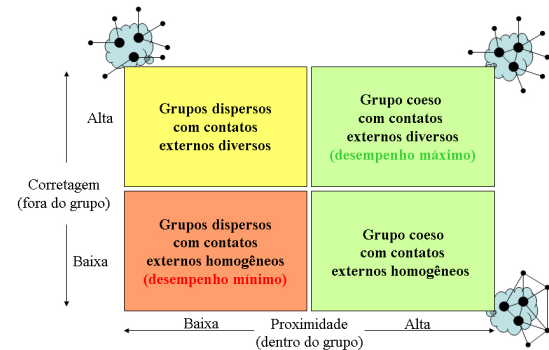 Alta
Corretagem
(fora do grupo)
Baixa
Grupos dispersos
com contatos
externos diversos
Grupo coeso
com contatos
externos diversos
(desempenho máximo)
Grupos dispersos
com contatos
externos homogêneos
(desempenho mínimo)
Grupo coeso
com contatos
externos homogêneos
Baixa
Proximidade
(dentro do grupo)
Alta